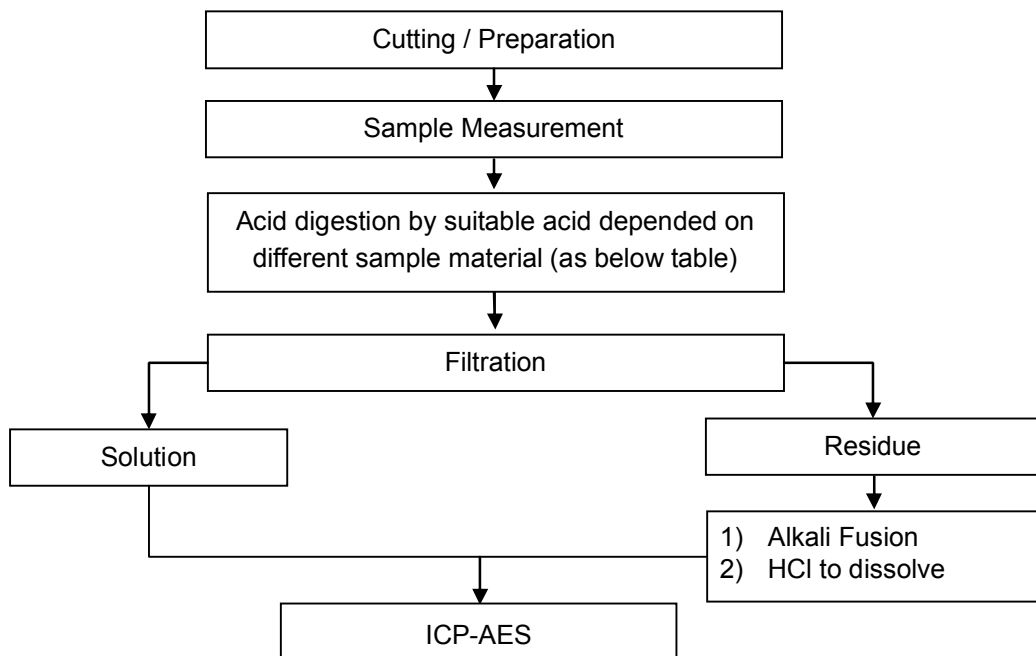 Cutting / Preparation
Sample Measurement
Acid digestion by suitable acid depended on
different sample material (as below table)
Filtration
Solution
Residue
1) Alkali Fusion
2) HCl to dissolve
ICP-AES